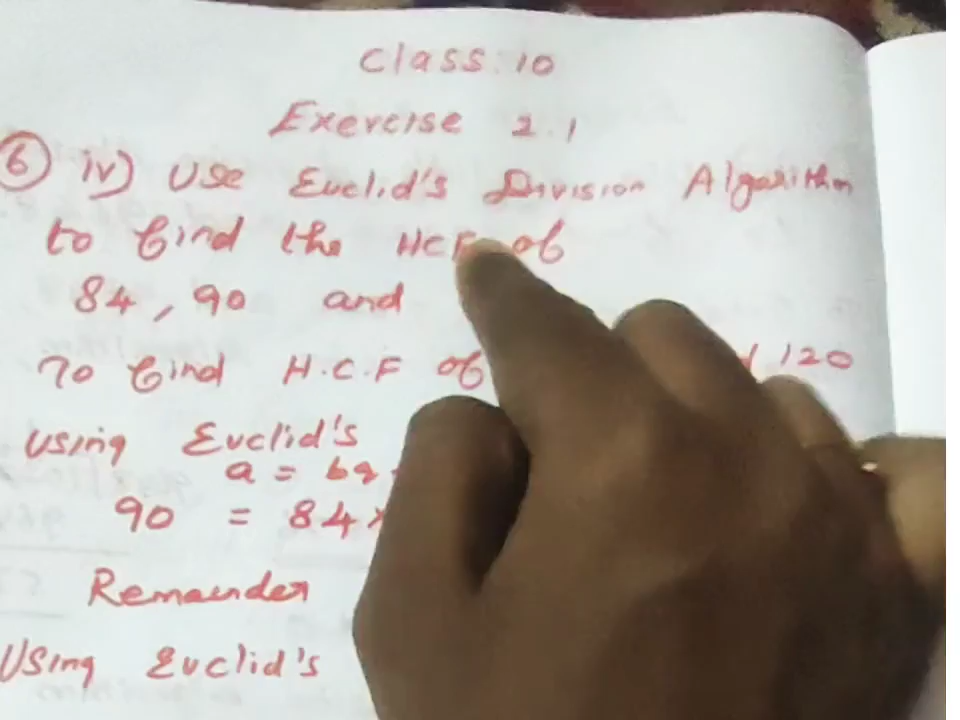 Class: 10
Exercise 2.1
6 iv) Use Euclid's Division Algorithm
to find the HCF of
84, 90 and
To find H.C.F of 120
Using Euclid's
a = bq
90 = 84 ×
Remainder
Using Euclid's